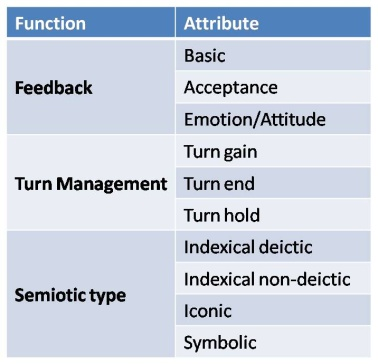 Function Attribute
Feedback
Basic
Acceptance
Emotion/Attitude
Turn Management
Turn gain
Turn end
Turn hold
Semiotic type
Indexical deictic
Indexical non-deictic
Iconic
Symbolic